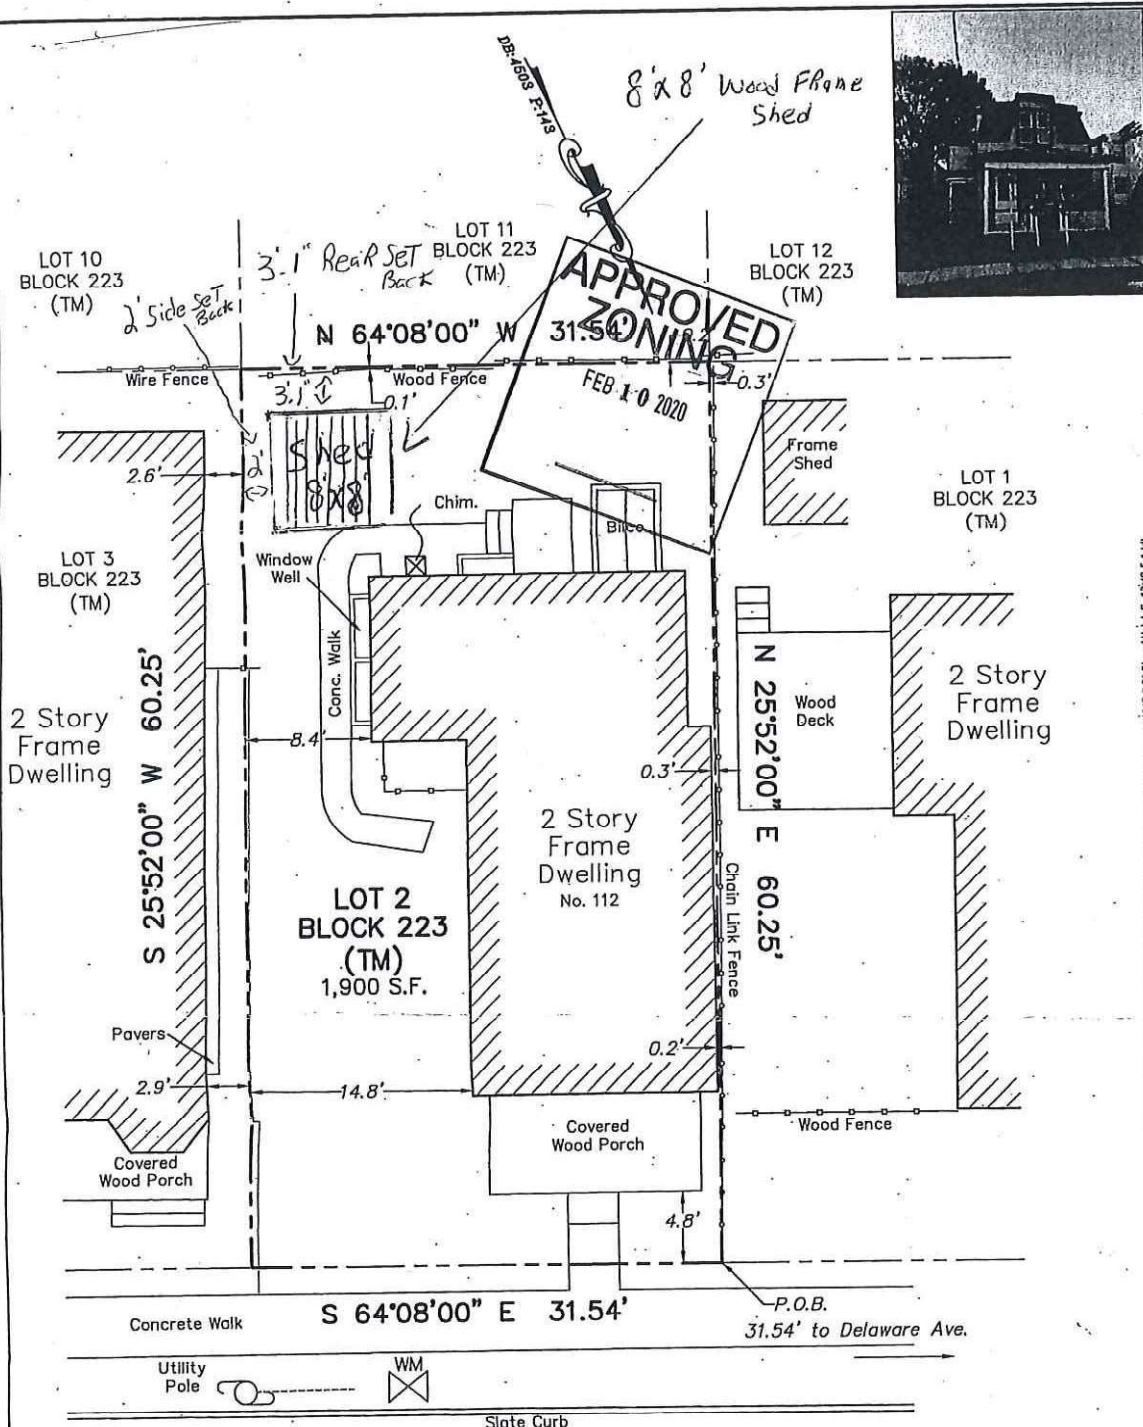 DB:4503 P:143
8'x8' Wood Frame
Shed
LOT 10
BLOCK 223
(TM)
2' Side Set
Back
3'.1" Rear Set
Back
LOT 11
BLOCK 223
(TM)
LOT 12
BLOCK 223
(TM)
APPROVED
ZONING
FEB 10 2020
N 64°08'00" W 31.54'
Wire Fence
3'.1"
Wood Fence
0.1'
0.3'
2.6'
2'
Shed
8'x8'
Chim.
Bilco
Frame
Shed
LOT 1
BLOCK 223
(TM)
LOT 3
BLOCK 223
(TM)
Window
Well
Conc. Walk
S 25°52'00" W 60.25'
N 25°52'00" E 60.25'
2 Story
Frame
Dwelling
8.4'
0.3'
Wood
Deck
2 Story
Frame
Dwelling
2 Story
Frame
Dwelling
No. 112
Chain Link Fence
LOT 2
BLOCK 223
(TM)
1,900 S.F.
Pavers
2.9'
14.8'
0.2'
Wood Fence
Covered
Wood Porch
Covered
Wood Porch
4.8'
S 64°08'00" E 31.54'
P.O.B.
31.54' to Delaware Ave.
Concrete Walk
Utility
Pole
WM
Slate Curb